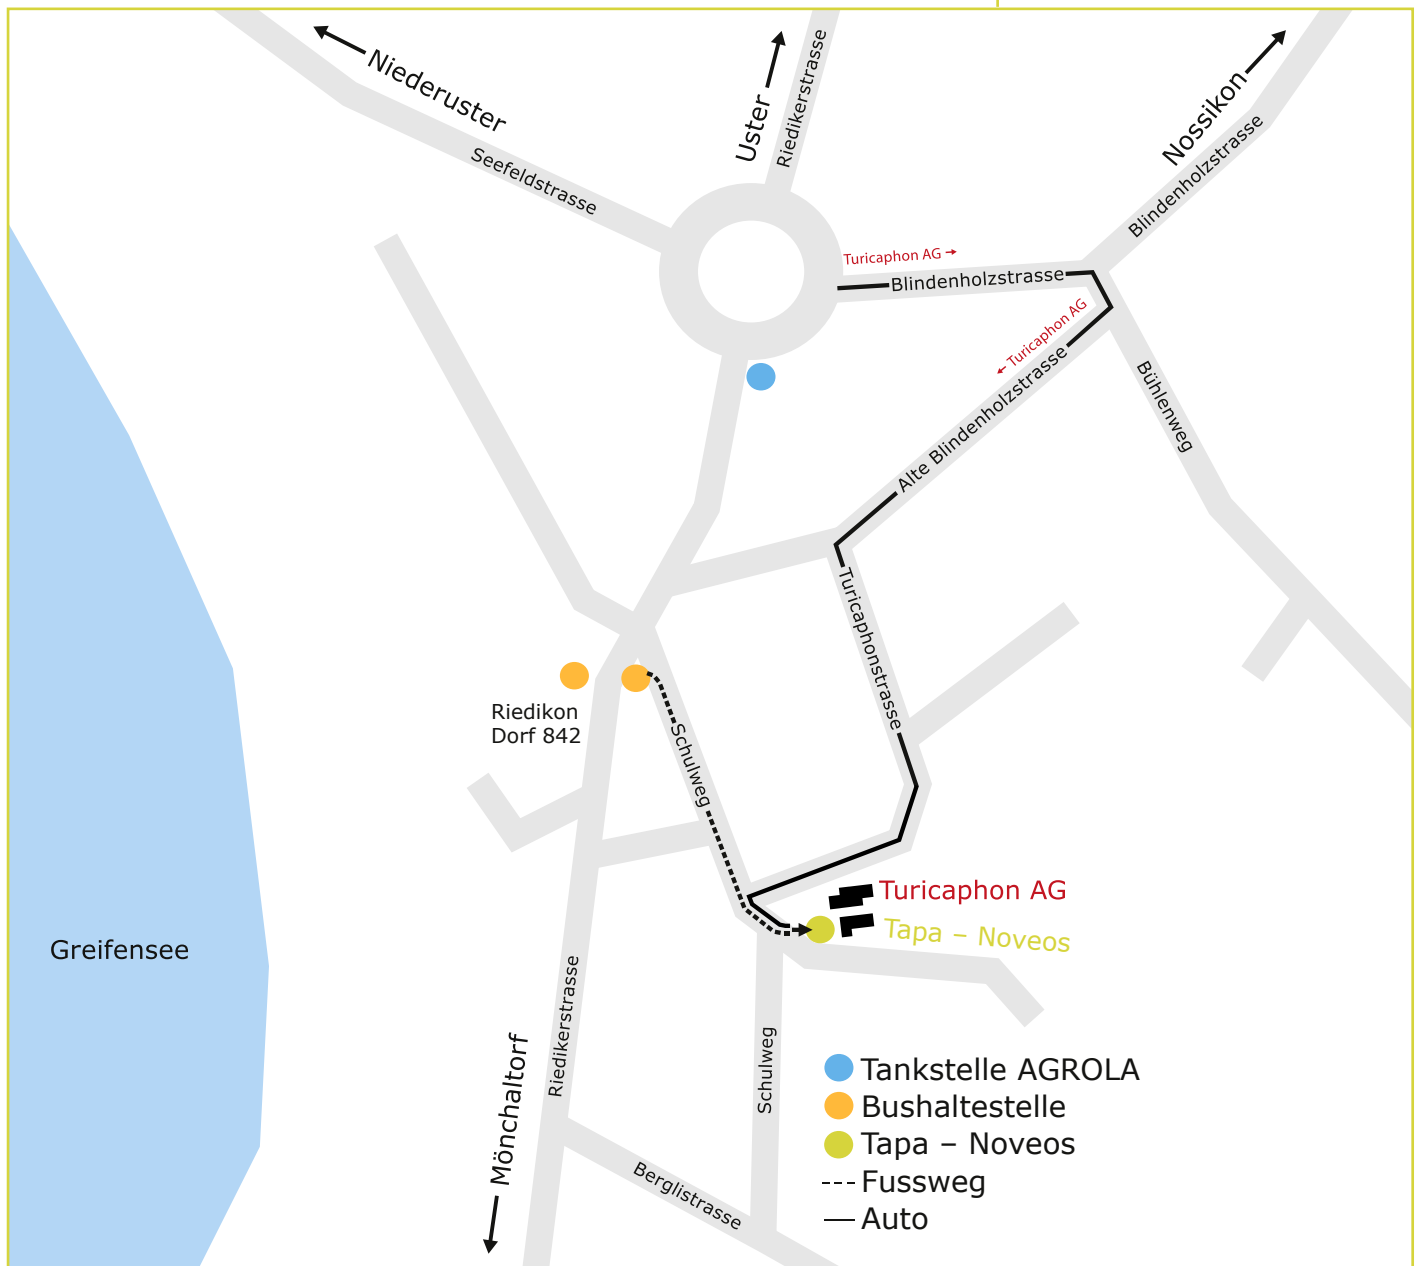 Niederuster
Uster
Riedikerstrasse
Nossikon
Blindenholzstrasse
Seefeldstrasse
Turicaphon AG →
Blindenholzstrasse
← Turicaphon AG
Alte Blindenholzstrasse
Bühlenweg
Turicaphonstrasse
Riedikon
Dorf 842
Schulweg
Turicaphon AG
Tapa – Noveos
Greifensee
Riedikerstrasse
Mönchaltorf
Schulweg
Berglistrasse
Tankstelle AGROLA
Bushaltestelle
Tapa – Noveos
Fussweg
Auto